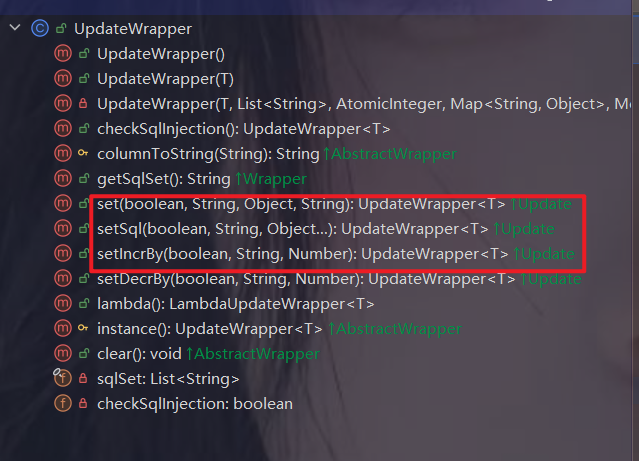 UpdateWrapper
UpdateWrapper()
UpdateWrapper(T)
UpdateWrapper(T, List<String>, AtomicInteger, Map<String, Object>, Me
checkSqlInjection(): UpdateWrapper<T>
columnToString(String): String ↑AbstractWrapper
getSqlSet(): String ↑Wrapper
set(boolean, String, Object, String): UpdateWrapper<T> ↑Update
setSql(boolean, String, Object...): UpdateWrapper<T> ↑Update
setIncrBy(boolean, String, Number): UpdateWrapper<T> ↑Update
setDecrBy(boolean, String, Number): UpdateWrapper<T> ↑Update
lambda(): LambdaUpdateWrapper<T>
instance(): UpdateWrapper<T> ↑AbstractWrapper
clear(): void ↑AbstractWrapper
sqlSet: List<String>
checkSqlInjection: boolean